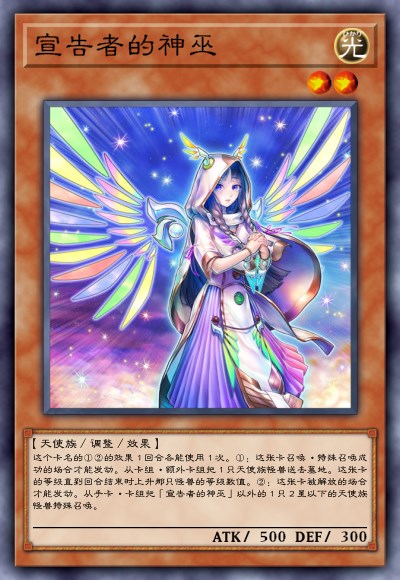 宣告者的神巫
光
ひかり
【天使族／调整／效果】
这个卡名的①②的效果1回合各能使用1次。①：这张卡召唤·特殊召唤成
功的场合才能发动。从卡组·额外卡组把1只天使族怪兽送去墓地。这张卡
的等级直到回合结束时上升那只怪兽的等级数值。②：这张卡被解放的场合
才能发动。从手卡·卡组把「宣告者的神巫」以外的1只2星以下的天使族
怪兽特殊召唤。
ATK/ 500 DEF/ 300